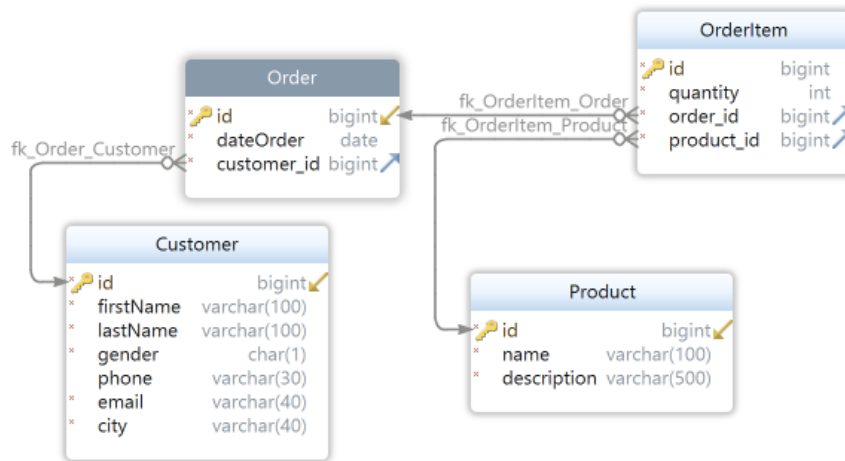 OrderItem
id bigint
quantity int
order_id bigint
product_id bigint
Order
id bigint
dateOrder date
customer_id bigint
fk_OrderItem_Order
fk_OrderItem_Product
fk_Order_Customer
Customer
id bigint
firstName varchar(100)
lastName varchar(100)
gender char(1)
phone varchar(30)
email varchar(40)
city varchar(40)
Product
id bigint
name varchar(100)
description varchar(500)